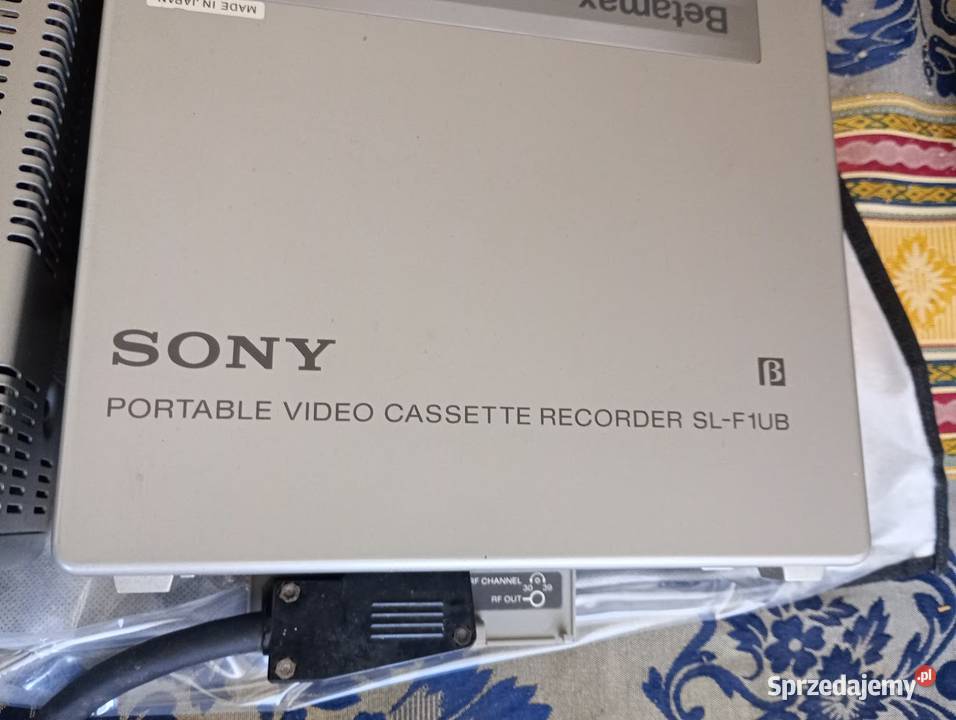 MADE IN JAPAN
Betamax
SONY
β
PORTABLE VIDEO CASSETTE RECORDER SL-F1UB
RF CHANNEL
30 39
RF OUT
Sprzedajemy.pl